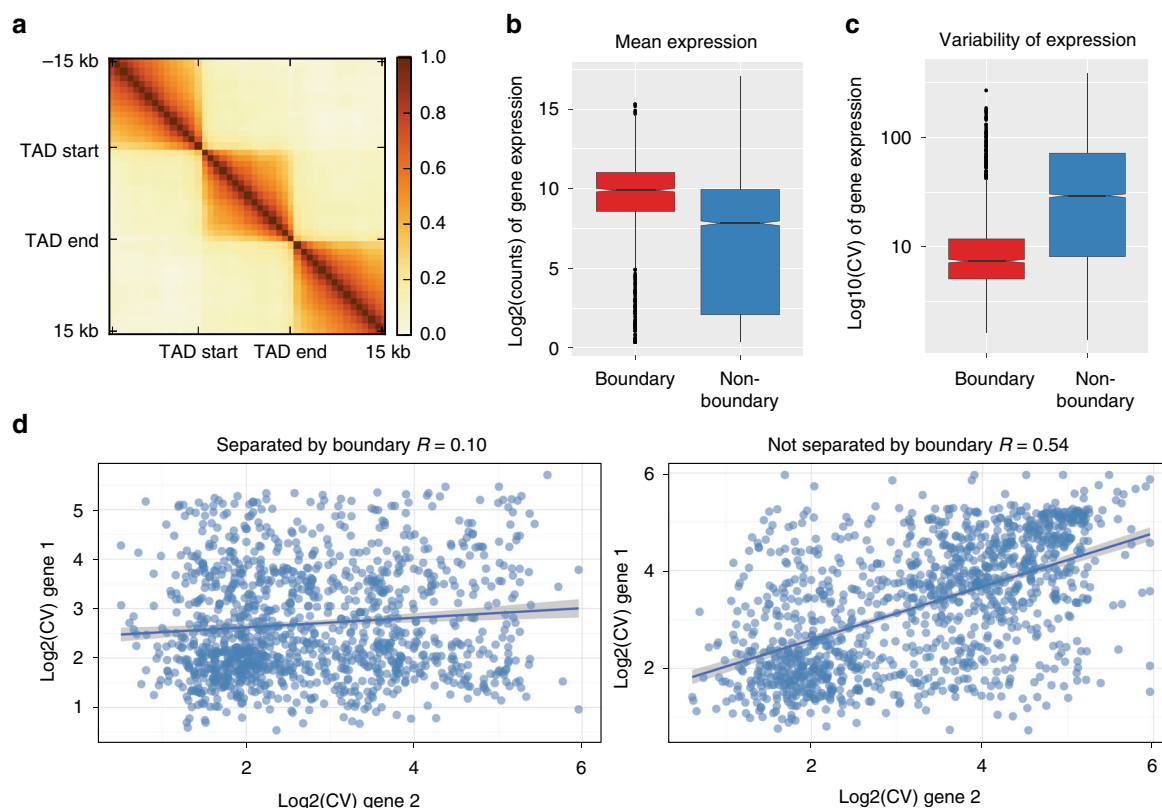 a
−15 kb
TAD start
TAD end
15 kb
TAD start TAD end 15 kb
1.0
0.8
0.6
0.4
0.2
0.0
b
Mean expression
Log2(counts) of gene expression
15
10
5
0
Boundary
Non-
boundary
c
Variability of expression
Log10(CV) of gene expression
100
10
Boundary
Non-
boundary
d
Separated by boundary R = 0.10
Log2(CV) gene 1
5
4
3
2
1
2 4 6
Log2(CV) gene 2
Not separated by boundary R = 0.54
Log2(CV) gene 1
6
4
2
2 4 6
Log2(CV) gene 2